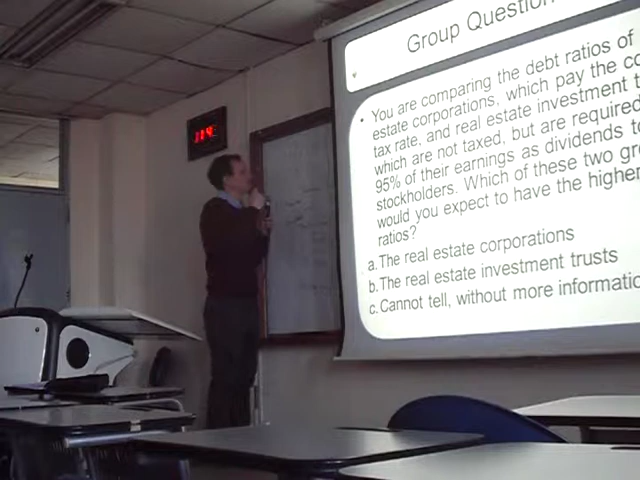 Group Question
You are comparing the debt ratios of
estate corporations, which pay the co
tax rate, and real estate investment t
which are not taxed, but are required
95% of their earnings as dividends to
stockholders. Which of these two gr
would you expect to have the higher
ratios?
a. The real estate corporations
b. The real estate investment trusts
c. Cannot tell, without more informatio